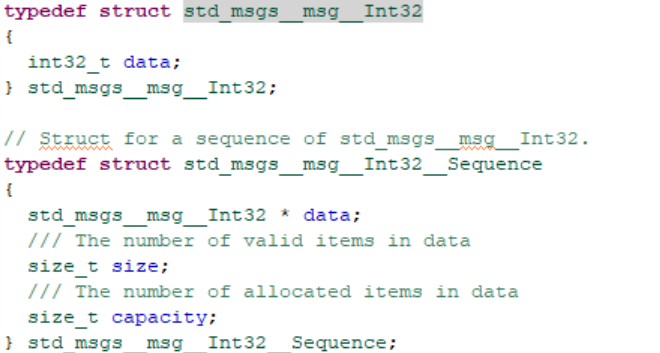 typedef struct std_msgs__msg__Int32
{
  int32_t data;
} std_msgs__msg__Int32;

// Struct for a sequence of std_msgs__msg__Int32.
typedef struct std_msgs__msg__Int32__Sequence
{
  std_msgs__msg__Int32 * data;
  /// The number of valid items in data
  size_t size;
  /// The number of allocated items in data
  size_t capacity;
} std_msgs__msg__Int32__Sequence;